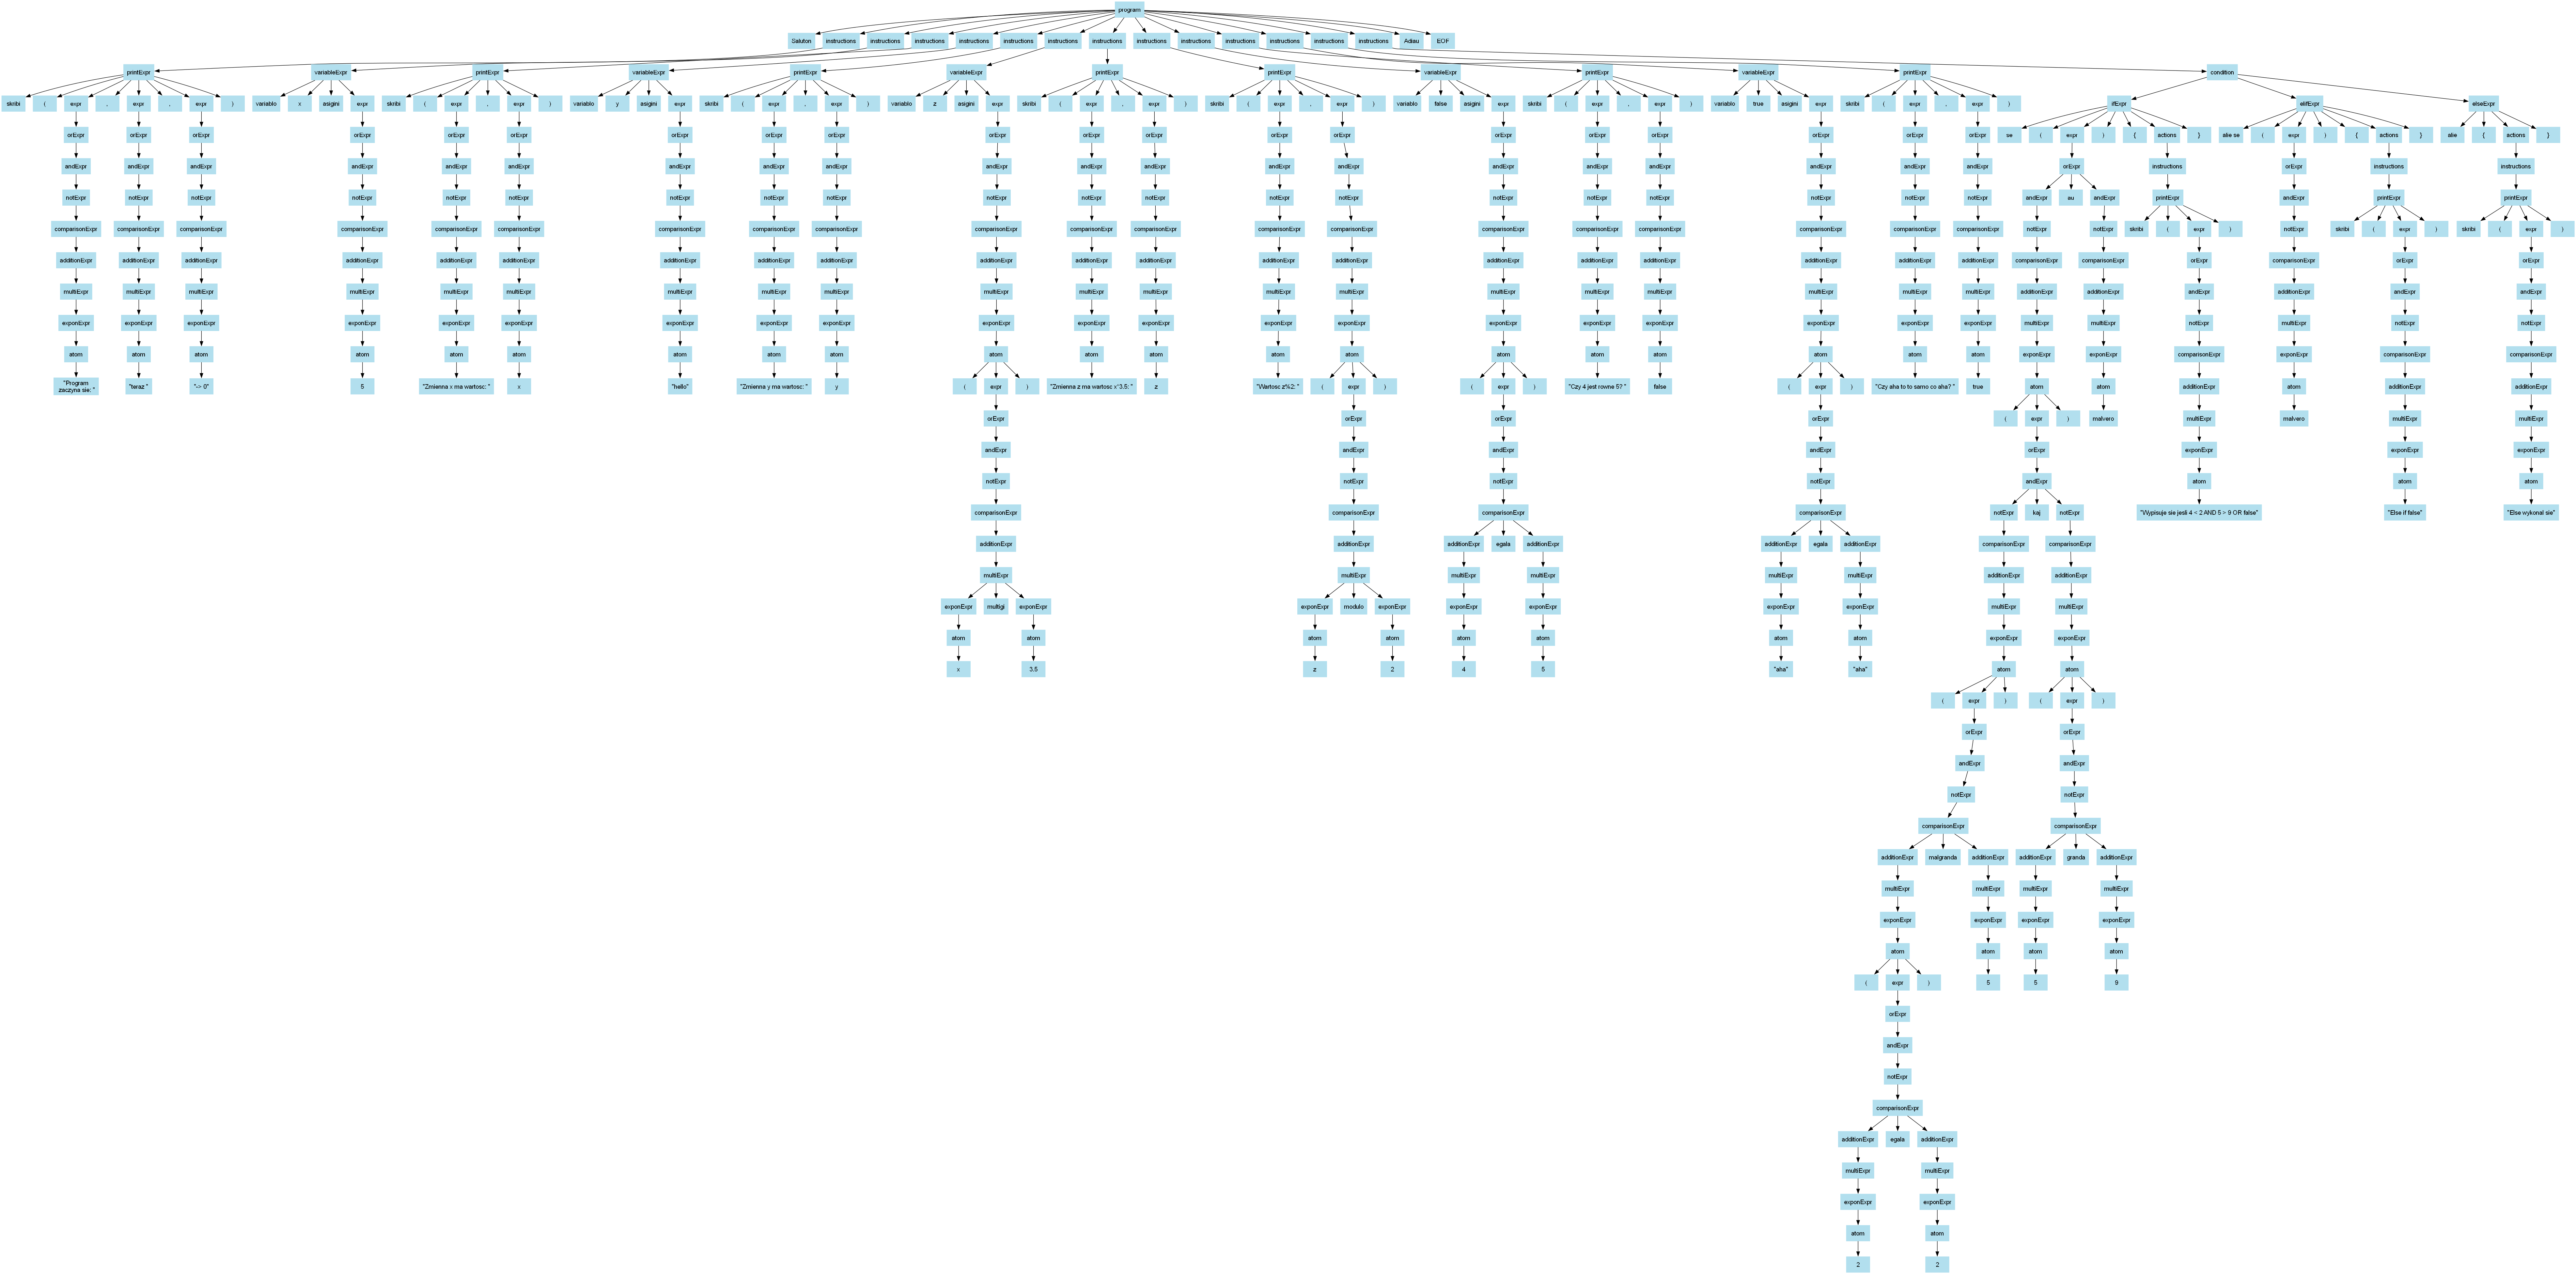 program
Saluton instructions instructions instructions instructions instructions instructions instructions instructions instructions instructions instructions instructions instructions Adiau EOF
printExpr variableExpr printExpr variableExpr printExpr variableExpr printExpr printExpr variableExpr printExpr variableExpr printExpr condition
skribi ( expr , expr , expr ) variablo x asigini expr skribi ( expr , expr ) variablo y asigini expr skribi ( expr , expr ) variablo z asigini expr skribi ( expr , expr ) skribi ( expr , expr ) variablo false asigini expr skribi ( expr , expr ) variablo true asigini expr skribi ( expr , expr ) ifExpr elifExpr elseExpr
orExpr orExpr orExpr orExpr orExpr orExpr orExpr orExpr orExpr orExpr orExpr orExpr orExpr orExpr orExpr orExpr orExpr orExpr orExpr orExpr se ( expr ) { actions } alie se ( expr ) { actions } alie { actions }
andExpr andExpr andExpr andExpr andExpr andExpr andExpr andExpr andExpr andExpr andExpr andExpr andExpr andExpr andExpr andExpr andExpr andExpr andExpr andExpr orExpr instructions orExpr instructions instructions
notExpr notExpr notExpr notExpr notExpr notExpr notExpr notExpr notExpr notExpr notExpr notExpr notExpr notExpr notExpr notExpr notExpr notExpr notExpr notExpr andExpr au andExpr printExpr andExpr printExpr printExpr
comparisonExpr comparisonExpr comparisonExpr comparisonExpr comparisonExpr comparisonExpr comparisonExpr comparisonExpr comparisonExpr comparisonExpr comparisonExpr comparisonExpr comparisonExpr comparisonExpr comparisonExpr comparisonExpr comparisonExpr comparisonExpr comparisonExpr comparisonExpr notExpr notExpr skribi ( expr ) notExpr skribi ( expr ) skribi ( expr )
additionExpr additionExpr additionExpr additionExpr additionExpr additionExpr additionExpr additionExpr additionExpr additionExpr additionExpr additionExpr additionExpr additionExpr additionExpr additionExpr additionExpr additionExpr additionExpr additionExpr comparisonExpr comparisonExpr orExpr comparisonExpr orExpr orExpr
multiExpr multiExpr multiExpr multiExpr multiExpr multiExpr multiExpr multiExpr multiExpr multiExpr multiExpr multiExpr multiExpr multiExpr multiExpr multiExpr multiExpr multiExpr multiExpr multiExpr additionExpr additionExpr andExpr additionExpr andExpr andExpr
exponExpr exponExpr exponExpr exponExpr exponExpr exponExpr exponExpr exponExpr exponExpr exponExpr exponExpr exponExpr exponExpr exponExpr exponExpr exponExpr exponExpr exponExpr exponExpr exponExpr multiExpr multiExpr notExpr multiExpr notExpr notExpr
atom atom atom atom atom atom atom atom atom atom atom atom atom atom atom atom atom atom atom atom exponExpr exponExpr comparisonExpr exponExpr comparisonExpr comparisonExpr
"Program
zaczyna sie: " "teraz " "-> 0" 5 "Zmienna x ma wartosc: " x "hello" "Zmienna y ma wartosc: " y ( expr ) "Zmienna z ma wartosc x*3.5: " z "Wartosc z%2: " ( expr ) ( expr ) "Czy 4 jest rowne 5? " false ( expr ) "Czy aha to to samo co aha? " true atom atom additionExpr atom additionExpr additionExpr
orExpr orExpr orExpr orExpr ( expr ) malvero multiExpr malvero multiExpr multiExpr
andExpr andExpr andExpr andExpr orExpr exponExpr exponExpr exponExpr
notExpr notExpr notExpr notExpr andExpr atom atom atom
comparisonExpr comparisonExpr comparisonExpr comparisonExpr notExpr kaj notExpr "Wypisuje sie jesli 4 < 2 AND 5 > 9 OR false" "Else if false" "Else wykonal sie"
additionExpr additionExpr additionExpr egala additionExpr additionExpr egala additionExpr comparisonExpr comparisonExpr
multiExpr multiExpr multiExpr multiExpr multiExpr multiExpr additionExpr additionExpr
exponExpr multigi exponExpr exponExpr modulo exponExpr exponExpr exponExpr exponExpr exponExpr multiExpr multiExpr
atom atom atom atom atom atom atom atom exponExpr exponExpr
x 3.5 z 2 4 5 "aha" "aha" atom atom
( expr ) ( expr )
orExpr orExpr
andExpr andExpr
notExpr notExpr
comparisonExpr comparisonExpr
additionExpr malgranda additionExpr additionExpr granda additionExpr
multiExpr multiExpr multiExpr multiExpr
exponExpr exponExpr exponExpr exponExpr
atom atom atom atom
( expr ) 5 5 9
orExpr
andExpr
notExpr
comparisonExpr
additionExpr egala additionExpr
multiExpr multiExpr
exponExpr exponExpr
atom atom
2 2